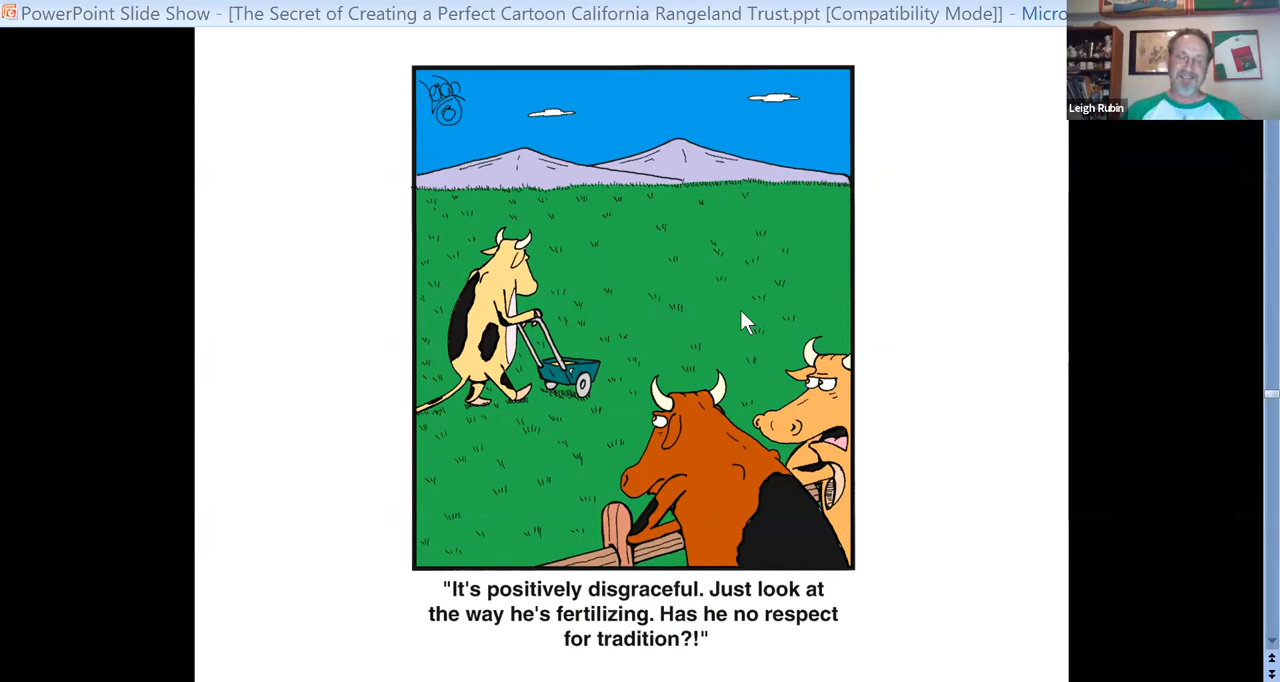 PowerPoint Slide Show - [The Secret of Creating a Perfect Cartoon California Rangeland Trust.ppt [Compatibility Mode]] - Micro
Leigh Rubin
Leigh
"It's positively disgraceful. Just look at
the way he's fertilizing. Has he no respect
for tradition?!"